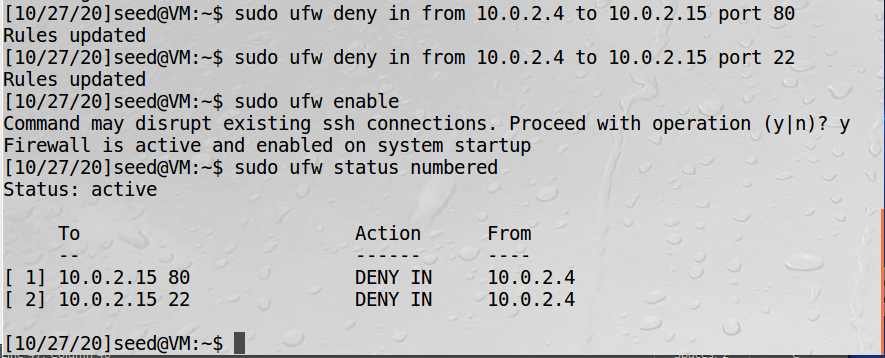 [10/27/20]seed@VM:~$ sudo ufw deny in from 10.0.2.4 to 10.0.2.15 port 80
Rules updated
[10/27/20]seed@VM:~$ sudo ufw deny in from 10.0.2.4 to 10.0.2.15 port 22
Rules updated
[10/27/20]seed@VM:~$ sudo ufw enable
Command may disrupt existing ssh connections. Proceed with operation (y|n)? y
Firewall is active and enabled on system startup
[10/27/20]seed@VM:~$ sudo ufw status numbered
Status: active
To Action From
-- ------ ----
[ 1] 10.0.2.15 80 DENY IN 10.0.2.4
[ 2] 10.0.2.15 22 DENY IN 10.0.2.4
[10/27/20]seed@VM:~$